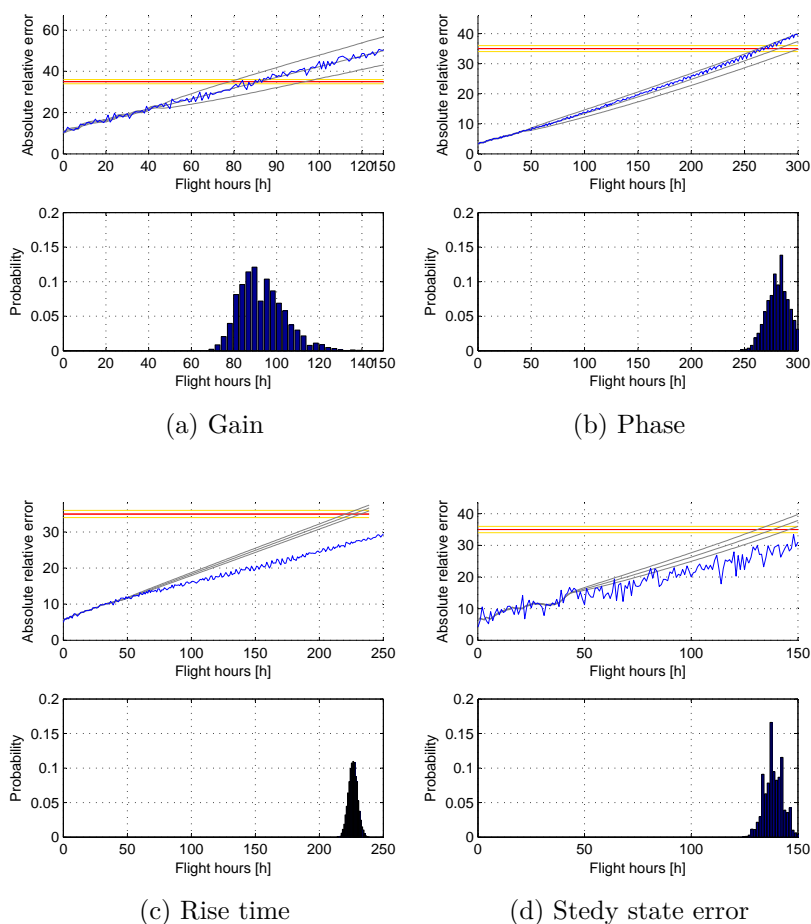 60
40
20
0
Absolute relative error
0 20 40 60 80 100 120 150
Flight hours [h]
40
30
20
10
0
Absolute relative error
0 50 100 150 200 250 300
Flight hours [h]
0.2
0.15
0.1
0.05
0
Probability
0 20 40 60 80 100 120 140 150
Flight hours [h]
0.2
0.15
0.1
0.05
0
Probability
0 50 100 150 200 250 300
Flight hours [h]
(a) Gain
(b) Phase
30
20
10
0
Absolute relative error
0 50 100 150 200 250
Flight hours [h]
40
30
20
10
0
Absolute relative error
0 50 100 150
Flight hours [h]
0.2
0.15
0.1
0.05
0
Probability
0 50 100 150 200 250
Flight hours [h]
0.2
0.15
0.1
0.05
0
Probability
0 50 100 150
Flight hours [h]
(c) Rise time
(d) Stedy state error